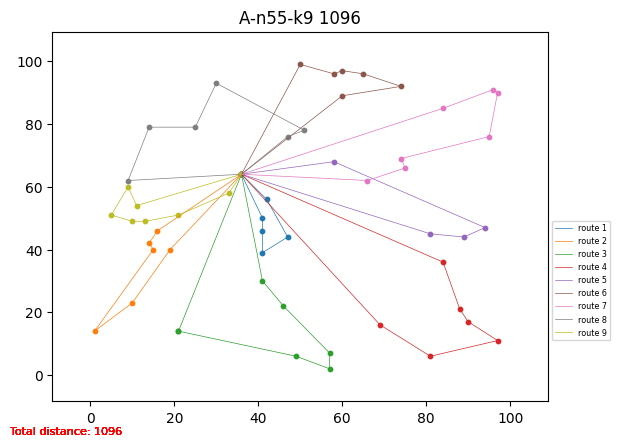 A-n55-k9 1096
100
80
60
40
20
0
0 20 40 60 80 100
route 1
route 2
route 3
route 4
route 5
route 6
route 7
route 8
route 9
Total distance: 1096